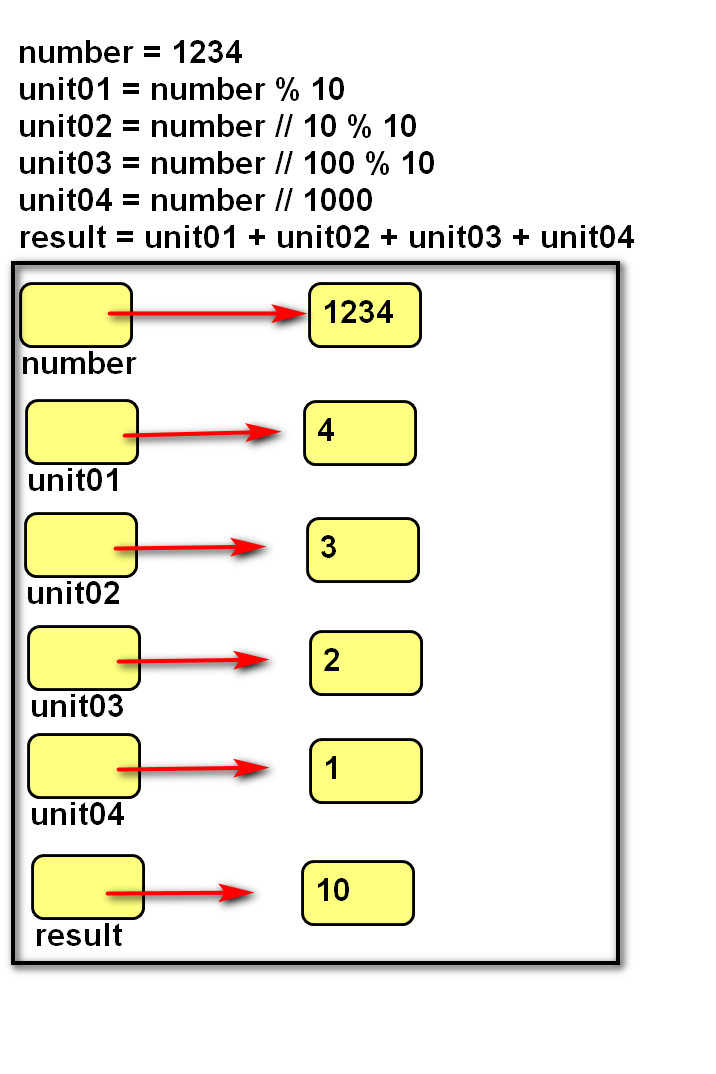 number = 1234
unit01 = number % 10
unit02 = number // 10 % 10
unit03 = number // 100 % 10
unit04 = number // 1000
result = unit01 + unit02 + unit03 + unit04
1234
number
4
unit01
3
unit02
2
unit03
1
unit04
10
result